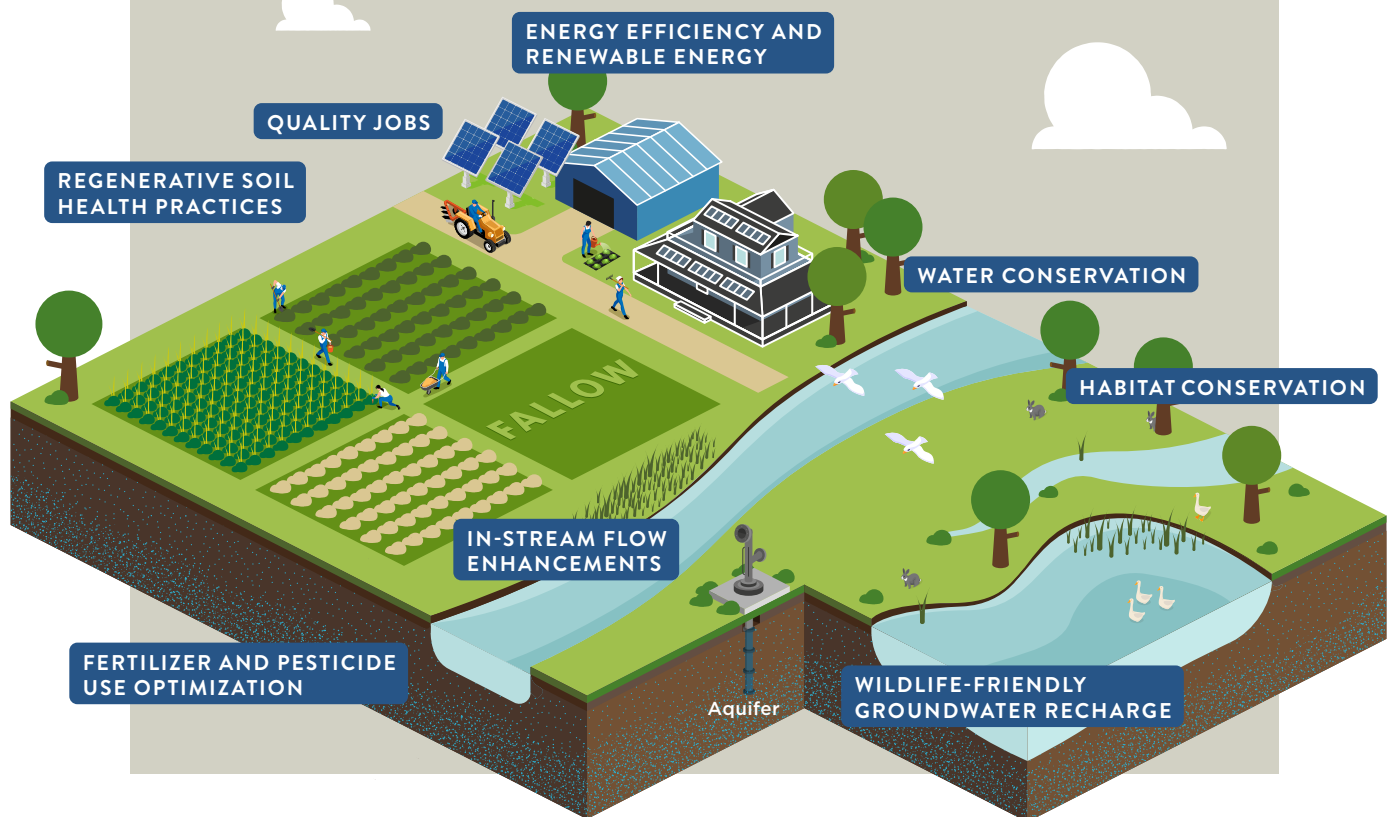 ENERGY EFFICIENCY AND
RENEWABLE ENERGY
QUALITY JOBS
REGENERATIVE SOIL
HEALTH PRACTICES
WATER CONSERVATION
HABITAT CONSERVATION
FALLOW
IN-STREAM FLOW
ENHANCEMENTS
FERTILIZER AND PESTICIDE
USE OPTIMIZATION
Aquifer
WILDLIFE-FRIENDLY
GROUNDWATER RECHARGE